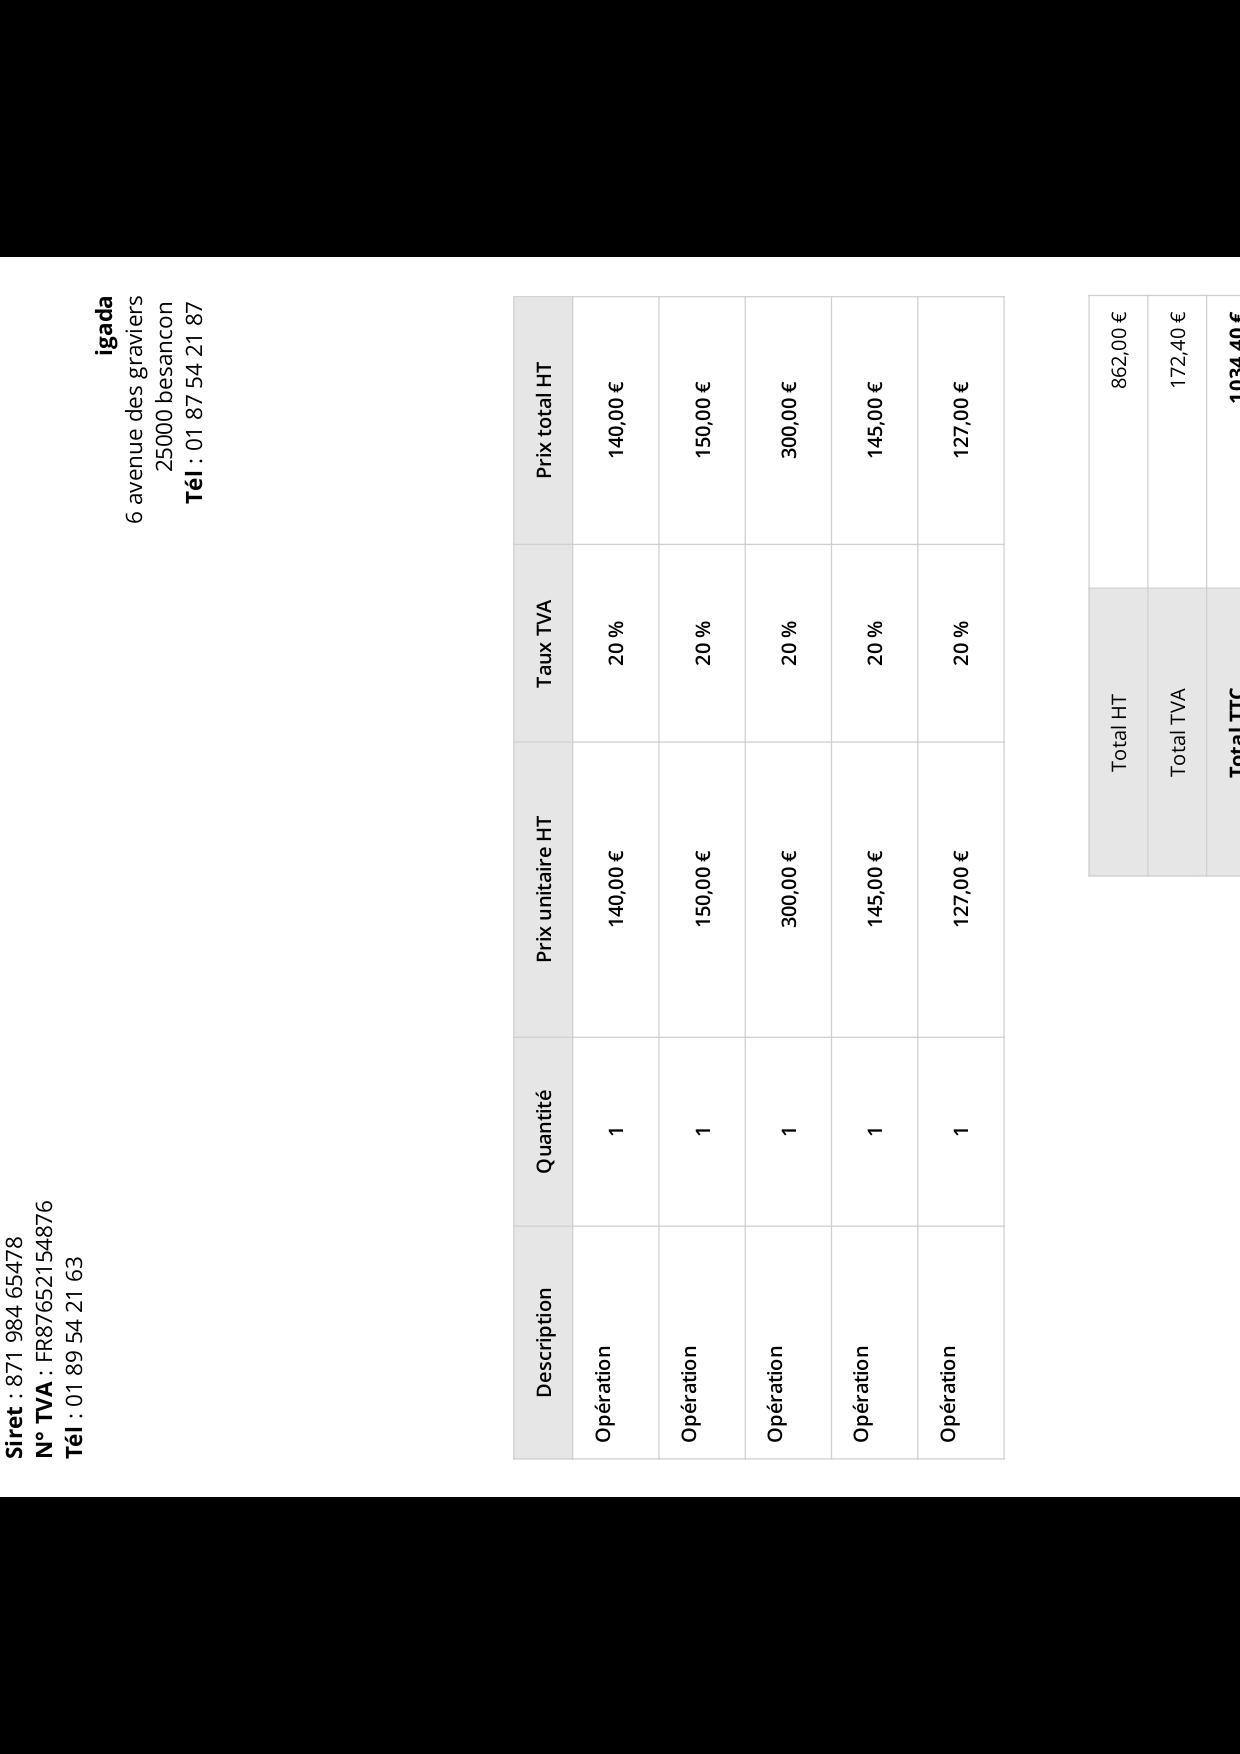 Siret : 871 984 65478
N° TVA : FR87652154876
Tél : 01 89 54 21 63
igada
6 avenue des graviers
25000 besancon
Tél : 01 87 54 21 87
Description Quantité Prix unitaire HT Taux TVA Prix total HT
Opération 1 140,00 € 20 % 140,00 €
Opération 1 150,00 € 20 % 150,00 €
Opération 1 300,00 € 20 % 300,00 €
Opération 1 145,00 € 20 % 145,00 €
Opération 1 127,00 € 20 % 127,00 €
Total HT 862,00 €
Total TVA 172,40 €
Total TTC 1034,40 €